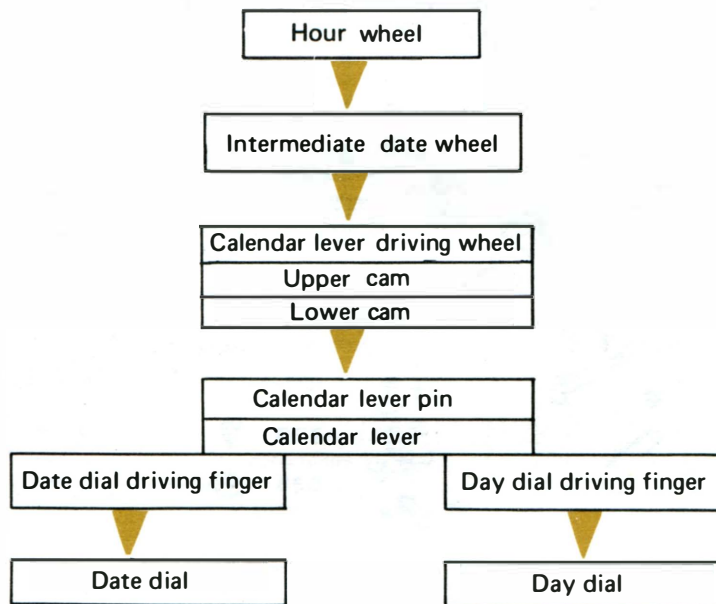 Hour wheel
Intermediate date wheel
Calendar lever driving wheel
Upper cam
Lower cam
Calendar lever pin
Calendar lever
Date dial driving finger
Day dial driving finger
Date dial
Day dial